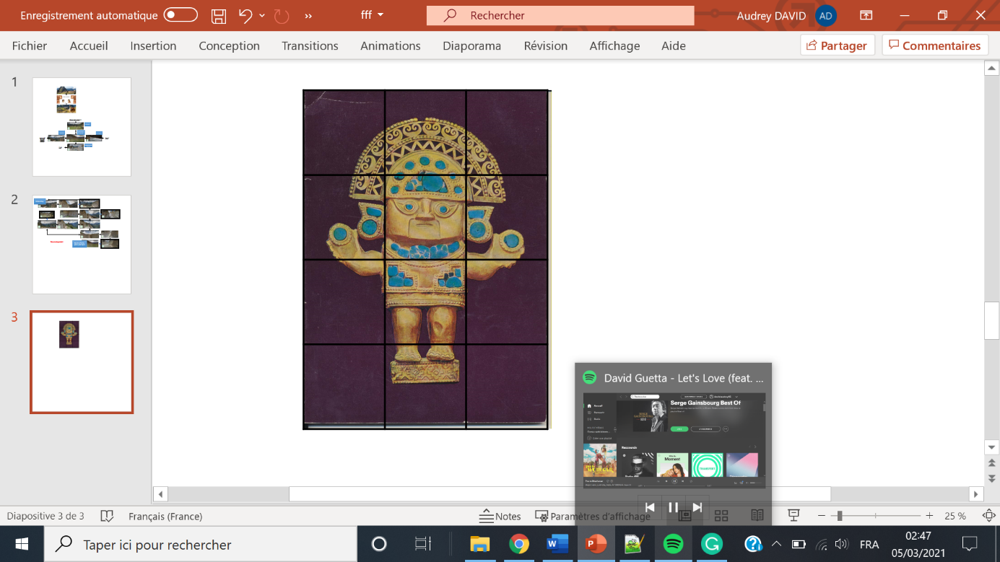 Enregistrement automatique
fff
Rechercher
Audrey DAVID
AD
Fichier
Accueil
Insertion
Conception
Transitions
Animations
Diaporama
Révision
Affichage
Aide
Partager
Commentaires
1
2
3
David Guetta - Let's Love (feat. ...
Serge Gainsbourg Best Of
Diapositive 3 de 3
Français (France)
Notes
Paramètres d'affichage
25 %
Taper ici pour rechercher
FRA
02:47
05/03/2021